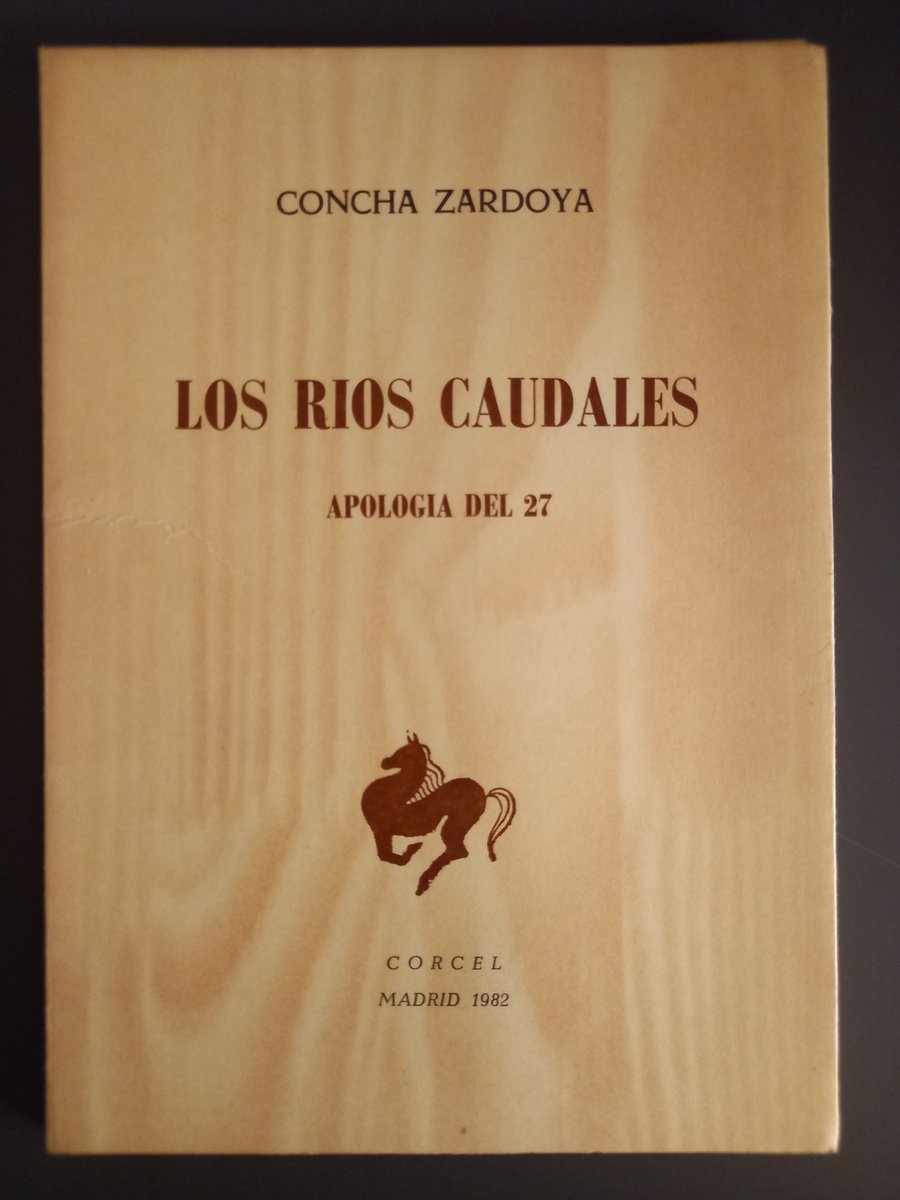 CONCHA ZARDOYA
LOS RIOS CAUDALES
APOLOGIA DEL 27
CORCEL
MADRID 1982